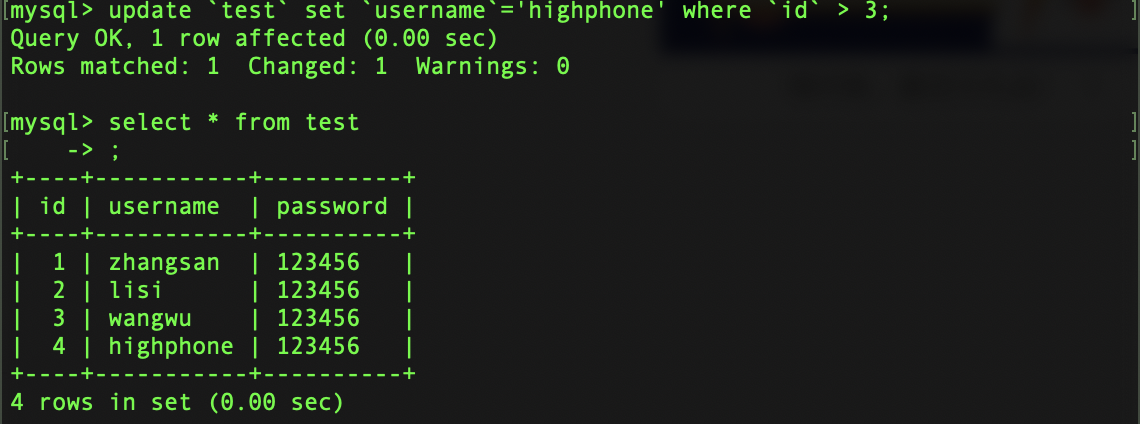 [mysql> update `test` set `username`='highphone' where `id` > 3; ]
Query OK, 1 row affected (0.00 sec)
Rows matched: 1  Changed: 1  Warnings: 0

[mysql> select * from test ]
[    -> ; ]
+----+-----------+----------+
| id | username  | password |
+----+-----------+----------+
|  1 | zhangsan  | 123456   |
|  2 | lisi      | 123456   |
|  3 | wangwu    | 123456   |
|  4 | highphone | 123456   |
+----+-----------+----------+
4 rows in set (0.00 sec)